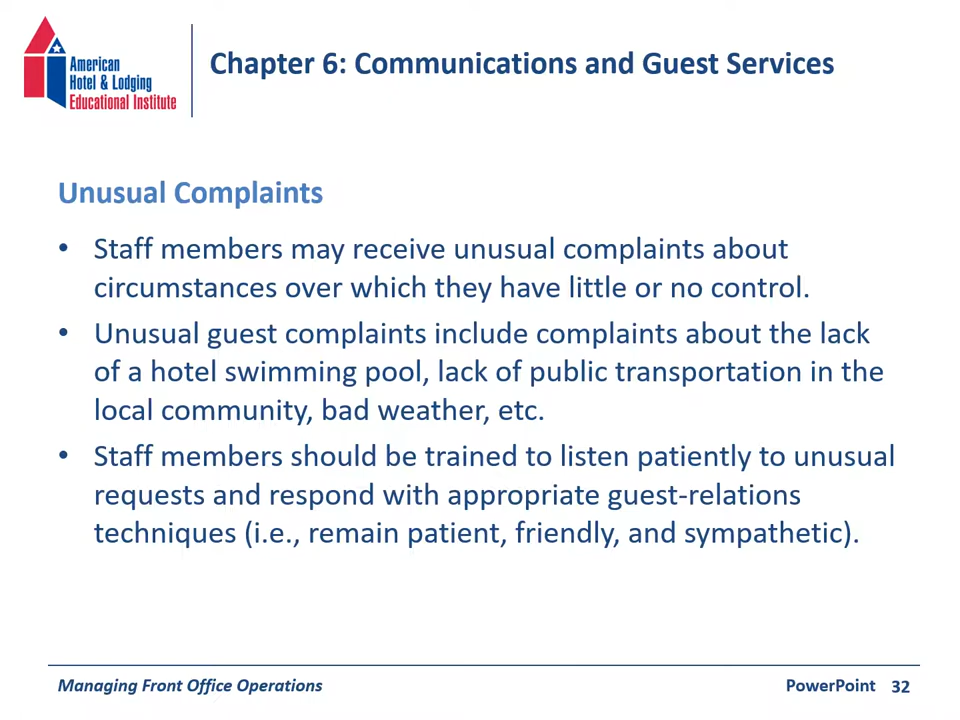 American
Hotel & Lodging
Educational Institute
Chapter 6: Communications and Guest Services
Unusual Complaints
• Staff members may receive unusual complaints about
circumstances over which they have little or no control.
• Unusual guest complaints include complaints about the lack
of a hotel swimming pool, lack of public transportation in the
local community, bad weather, etc.
• Staff members should be trained to listen patiently to unusual
requests and respond with appropriate guest-relations
techniques (i.e., remain patient, friendly, and sympathetic).
Managing Front Office Operations
PowerPoint 32